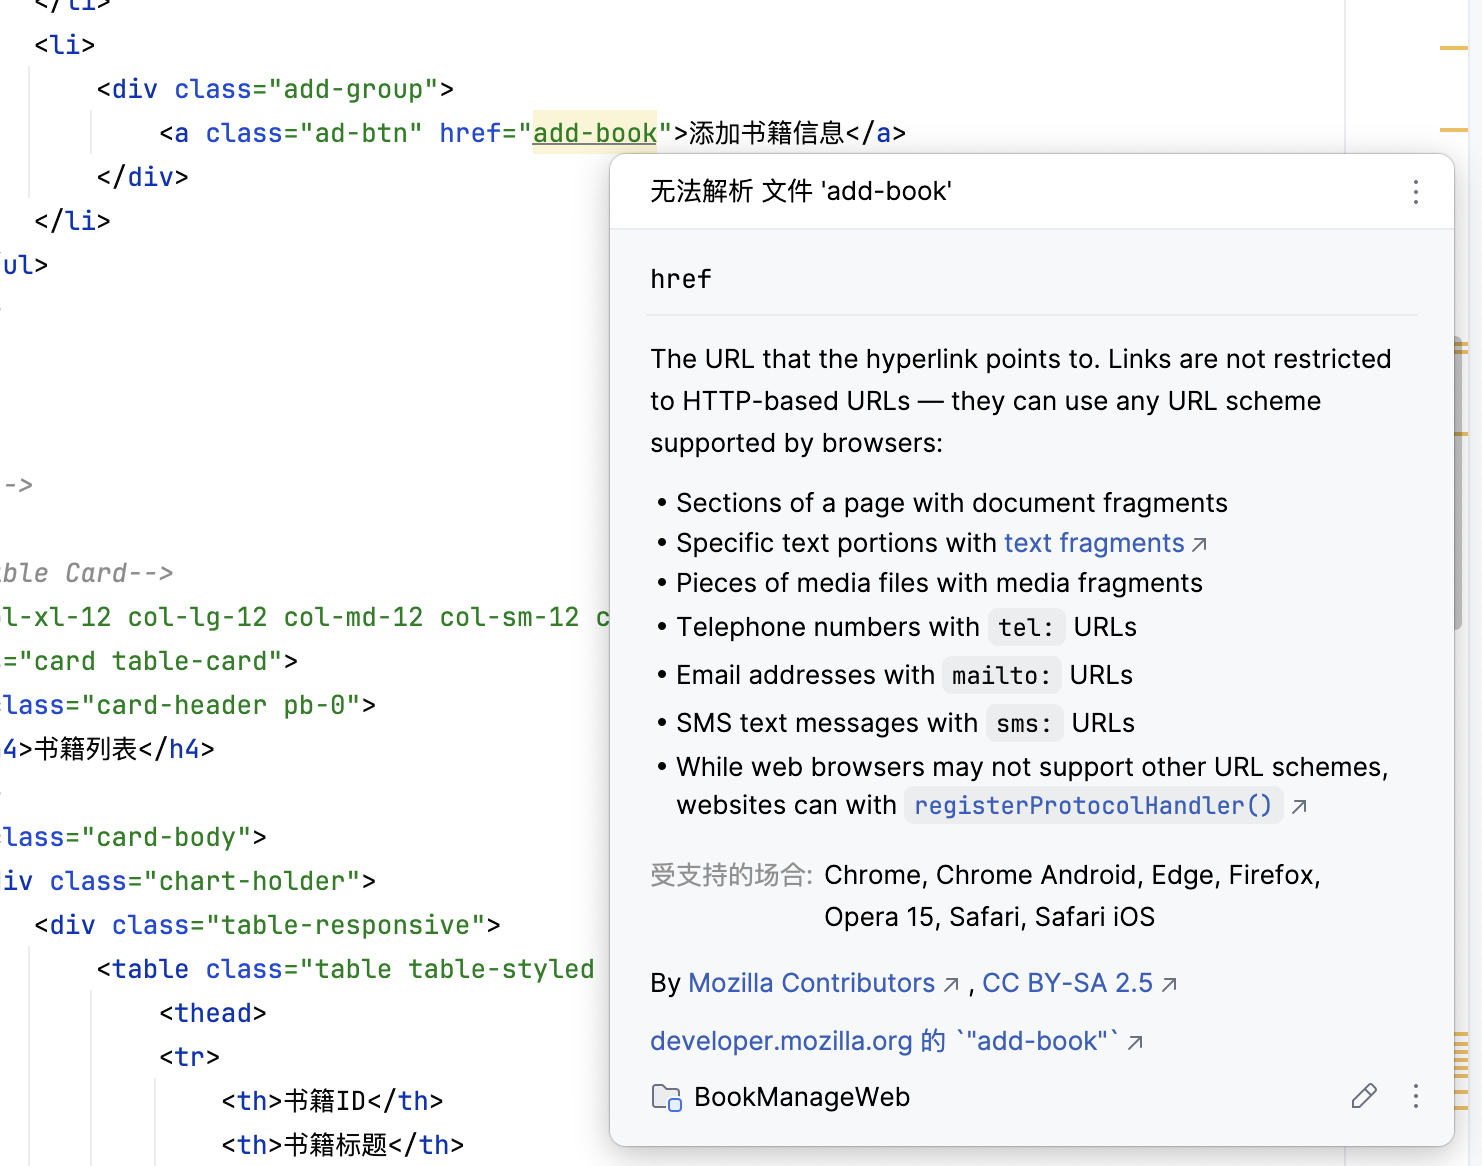 </li>
<li>
<div class="add-group">
<a class="ad-btn" href="add-book">添加书籍信息</a>
</div>
</li>
ul>
-->
ble Card-->
l-xl-12 col-lg-12 col-md-12 col-sm-12 c
="card table-card">
lass="card-header pb-0">
4>书籍列表</h4>
lass="card-body">
iv class="chart-holder">
<div class="table-responsive">
<table class="table table-styled
<thead>
<tr>
<th>书籍ID</th>
<th>书籍标题</th>
无法解析 文件 'add-book'
href
The URL that the hyperlink points to. Links are not restricted
to HTTP-based URLs — they can use any URL scheme
supported by browsers:
• Sections of a page with document fragments
• Specific text portions with text fragments↗
• Pieces of media files with media fragments
• Telephone numbers with tel: URLs
• Email addresses with mailto: URLs
• SMS text messages with sms: URLs
• While web browsers may not support other URL schemes,
websites can with registerProtocolHandler() ↗
受支持的场合: Chrome, Chrome Android, Edge, Firefox,
Opera 15, Safari, Safari iOS
By Mozilla Contributors ↗ , CC BY-SA 2.5 ↗
developer.mozilla.org 的 `"add-book"` ↗
BookManageWeb